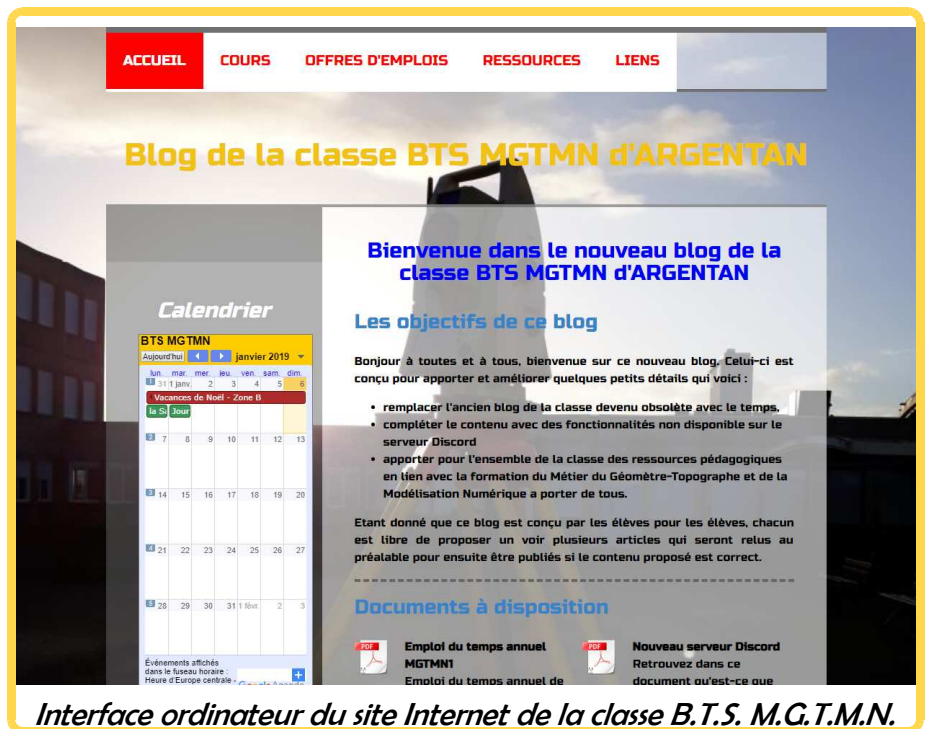 ACCUEIL COURS OFFRES D'EMPLOIS RESSOURCES LIENS
Blog de la classe BTS MGTMN d'ARGENTAN
Calendrier
BTS MGTMN
Aujourd'hui janvier 2019
lun. mar. mer. jeu. ven. sam. dim.
1 31 1 janv. 2 3 4 5 6
Vacances de Noël - Zone B
la Sa Jour
2 7 8 9 10 11 12 13
3 14 15 16 17 18 19 20
4 21 22 23 24 25 26 27
5 28 29 30 31 1 févr. 2 3
Événements affichés
dans le fuseau horaire :
Heure d'Europe centrale -
Bienvenue dans le nouveau blog de la
classe BTS MGTMN d'ARGENTAN
Les objectifs de ce blog
Bonjour à toutes et à tous, bienvenue sur ce nouveau blog. Celui-ci est
conçu pour apporter et améliorer quelques petits détails qui voici :
• remplacer l'ancien blog de la classe devenu obsolète avec le temps,
• compléter le contenu avec des fonctionnalités non disponible sur le
serveur Discord
• apporter pour l'ensemble de la classe des ressources pédagogiques
en lien avec la formation du Métier du Géomètre-Topographe et de la
Modélisation Numérique a porter de tous.
Etant donné que ce blog est conçu par les élèves pour les élèves, chacun
est libre de proposer un voir plusieurs articles qui seront relus au
préalable pour ensuite être publiés si le contenu proposé est correct.
Documents à disposition
PDF
Emploi du temps annuel
MGTMN1
Emploi du temps annuel de
PDF
Nouveau serveur Discord
Retrouvez dans ce
document qu'est-ce que
Interface ordinateur du site Internet de la classe B.T.S. M.G.T.M.N.